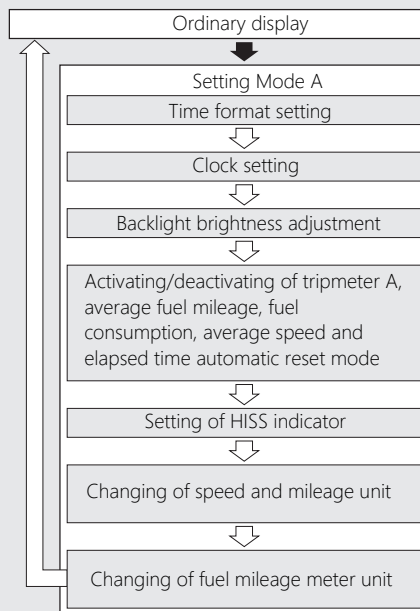 Ordinary display
Setting Mode A
Time format setting
Clock setting
Backlight brightness adjustment
Activating/deactivating of tripmeter A,
average fuel mileage, fuel
consumption, average speed and
elapsed time automatic reset mode
Setting of HISS indicator
Changing of speed and mileage unit
Changing of fuel mileage meter unit